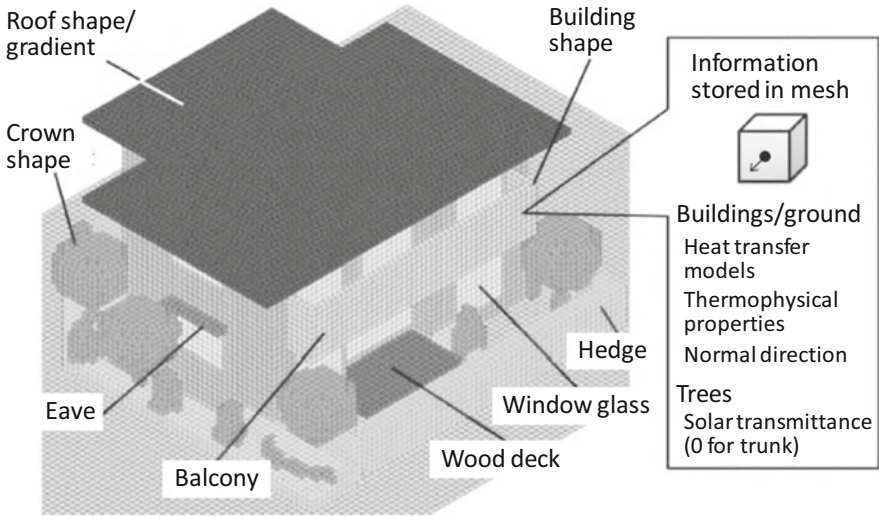 Roof shape/
gradient
Building
shape
Crown
shape
Information
stored in mesh
Buildings/ground
Heat transfer
models
Thermophysical
properties
Normal direction
Trees
Solar transmittance
(0 for trunk)
Hedge
Window glass
Eave
Wood deck
Balcony